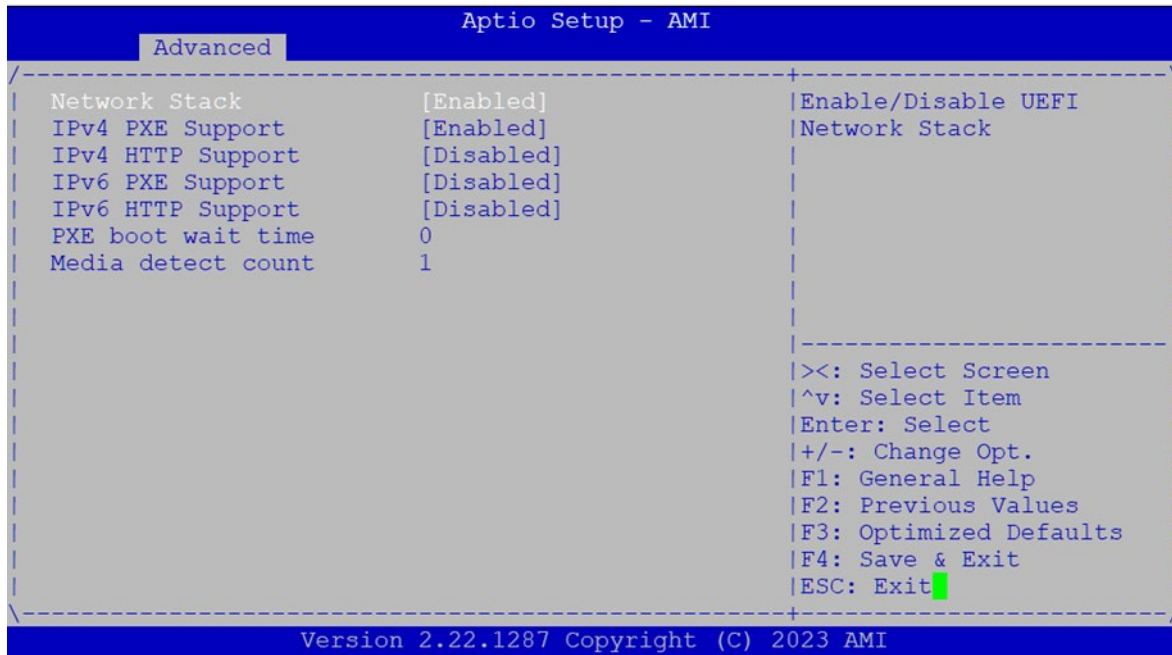 Aptio Setup - AMI
Advanced
/--------------------------------------------------+-------------------------\
| Network Stack [Enabled] |Enable/Disable UEFI
| IPv4 PXE Support [Enabled] |Network Stack
| IPv4 HTTP Support [Disabled] |
| IPv6 PXE Support [Disabled] |
| IPv6 HTTP Support [Disabled] |
| PXE boot wait time 0 |
| Media detect count 1 |
| |
| |
| |-------------------------
| |><: Select Screen
| |^v: Select Item
| |Enter: Select
| |+/-: Change Opt.
| |F1: General Help
| |F2: Previous Values
| |F3: Optimized Defaults
| |F4: Save & Exit
| |ESC: Exit
\--------------------------------------------------+-------------------------/
Version 2.22.1287 Copyright (C) 2023 AMI